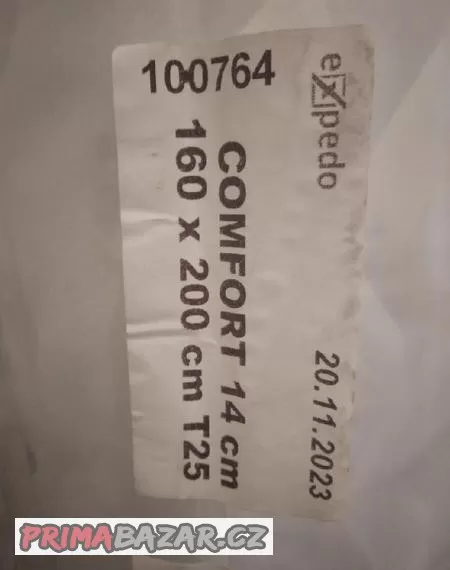 expedo
20.11.2023
COMFORT 14 cm
160 x 200 cm T25
100764
PRIMABAZAR.CZ